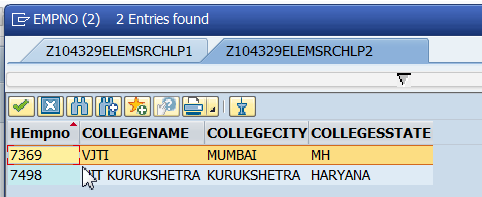 EMPNO (2) 2 Entries found
Z104329ELEMSRCHLP1 Z104329ELEMSRCHLP2
HEmpno COLLEGENAME COLLEGECITY COLLEGESSTATE
7369 VJTI MUMBAI MH
7498 KURUKSHETRA KURUKSHETRA HARYANA